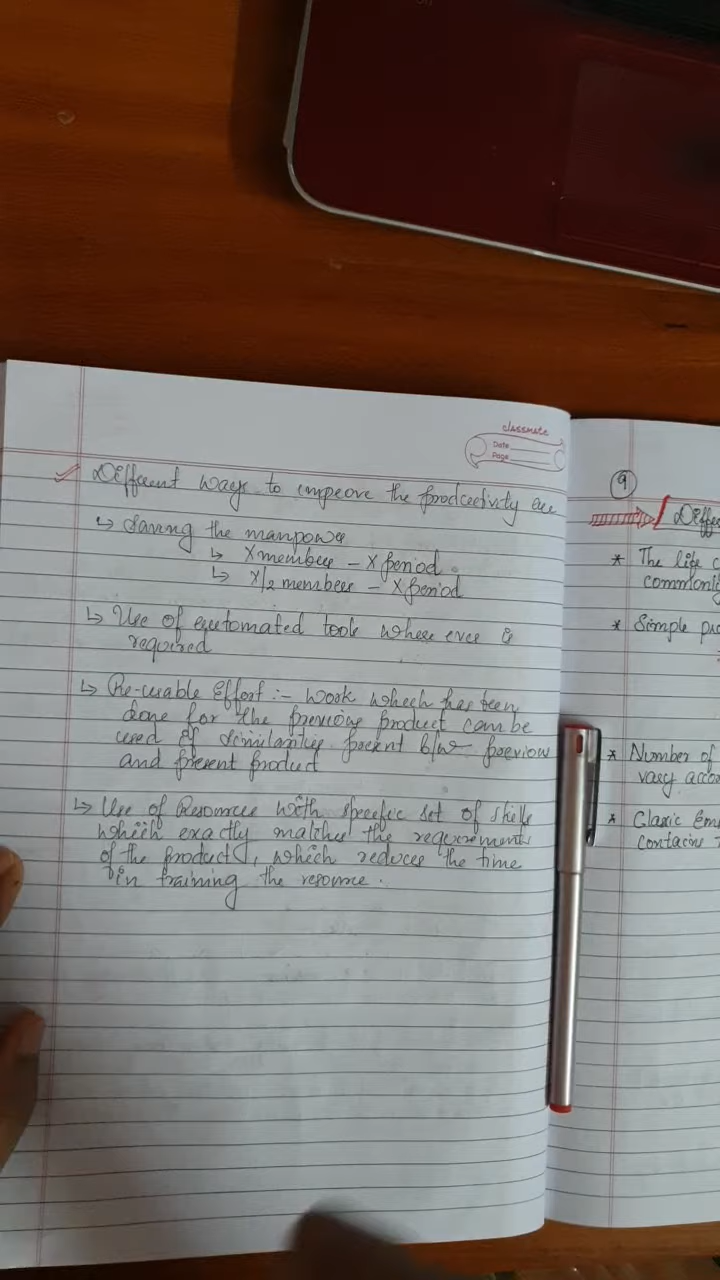 classmate
Date
Page
Different ways to improve the productivity are
↳ Saving the manpower
↳ X members - X period.
↳ X/2 members - X period
↳ Use of automated tools where ever is
required
↳ Re-usable Effort :- Work which has been
done for the previous product can be
used if similarities present b/w previous
and present product
↳ Use of Resources with specific set of skills
which exactly matches the requirements
of the product, which reduces the time
in training the resource.
9
Diffe
* The life c
commonly
* Simple pro
* Number of
vary acco
* Classic Em
contains